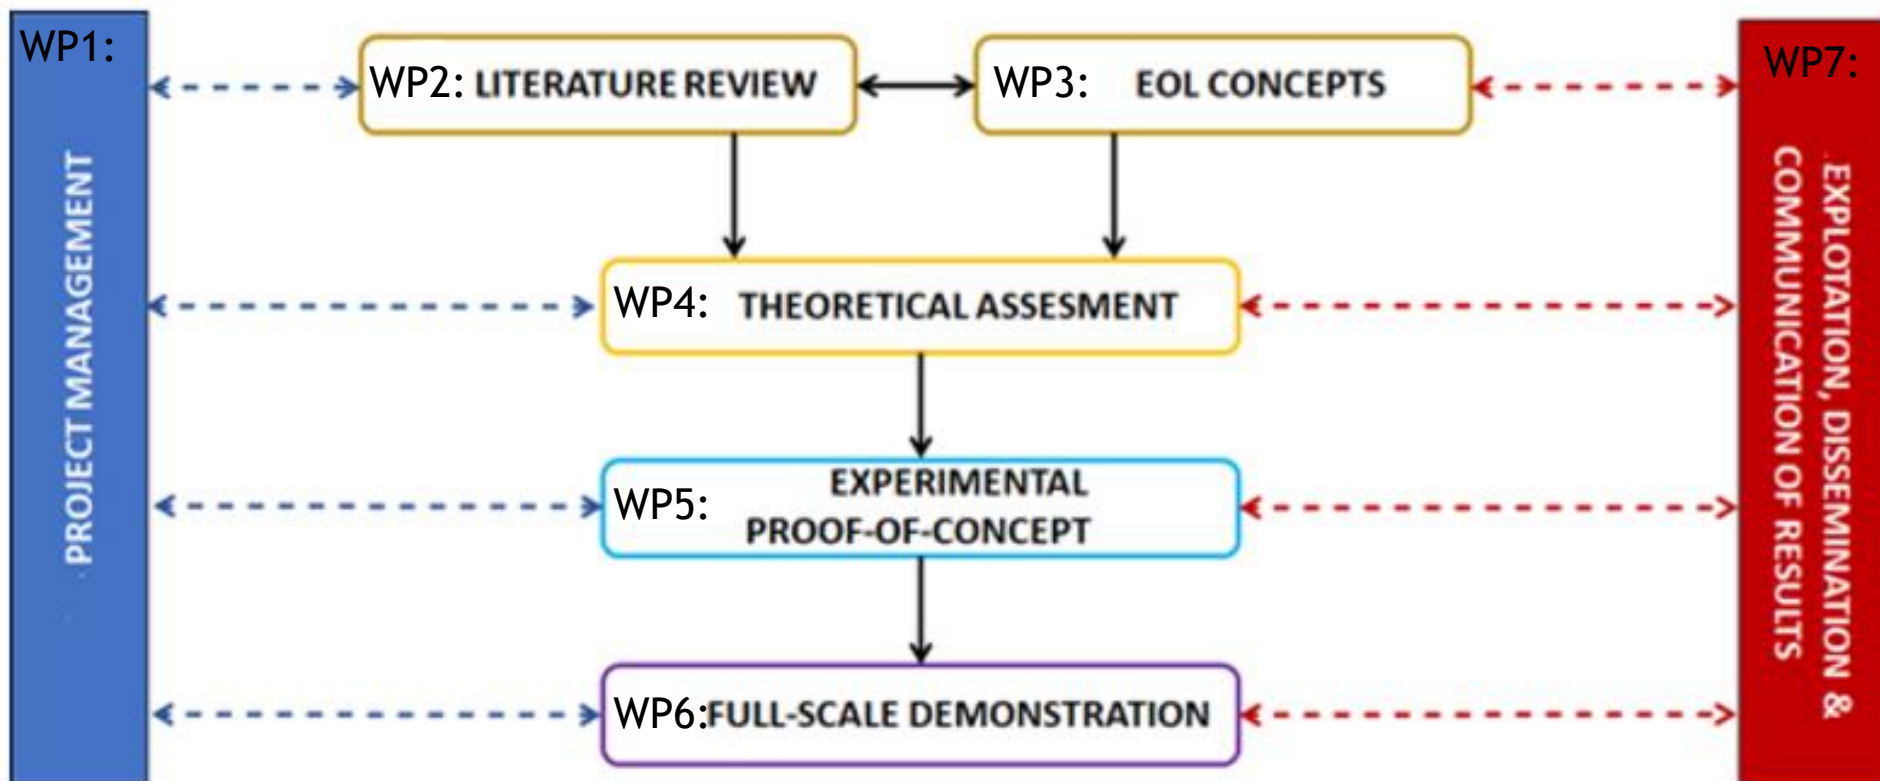 WP1:
PROJECT MANAGEMENT
WP2: LITERATURE REVIEW
WP3: EOL CONCEPTS
WP4: THEORETICAL ASSESMENT
WP5: EXPERIMENTAL
PROOF-OF-CONCEPT
WP6:FULL-SCALE DEMONSTRATION
WP7:
.EXPLOTATION, DISSEMINATION &
COMMUNICATION OF RESULTS